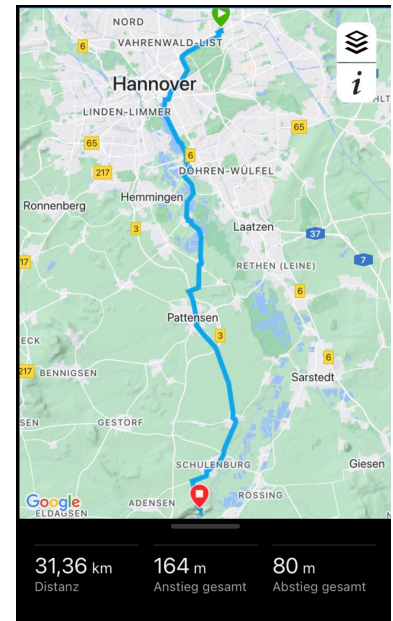 NORD
6
VAHRENWALD-LIST
i
Hannover
LINDEN-LIMMER
65
65
6
217
DÖHREN-WÜLFEL
Hemmingen
Ronnenberg
3
Laatzen
37
17
7
RETHEN (LEINE)
6
Pattensen
3
ECK
6
217
BENNIGSEN
Sarstedt
GESTORF
SEN
SCHULENBURG
Giesen
Google
ADENSEN
RÖSSING
ELDAGSEN
31,36 km
164 m
80 m
Distanz
Anstieg gesamt
Abstieg gesamt